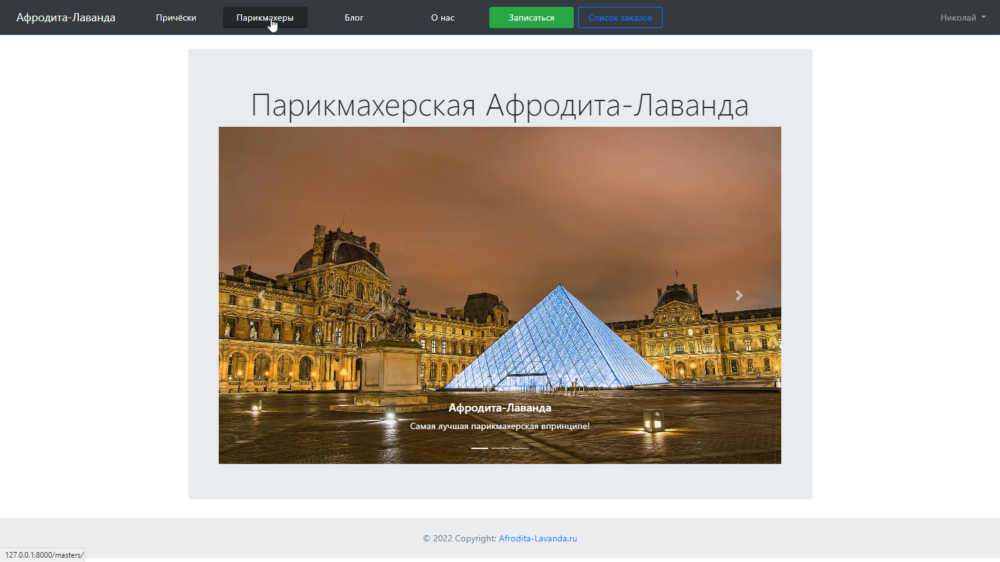 Афродита-Лаванда Причёски Парикмахеры Блог О нас Записаться Список заказов Николай
Парикмахерская Афродита-Лаванда
Афродита-Лаванда
Самая лучшая парикмахерская впринципе!
© 2022 Copyright: Afrodita-Lavanda.ru
127.0.0.1:8000/masters/